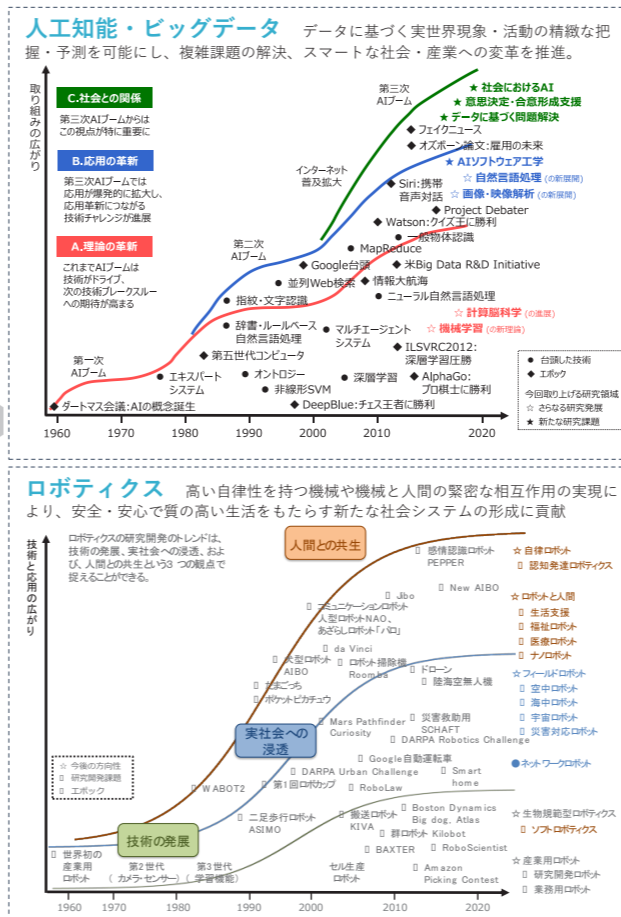 人工知能・ビッグデータ データに基づく実世界現象・活動の精緻な把
握・予測を可能にし、複雑課題の解決、スマートな社会・産業への変革を推進。
取り組みの広がり
C.社会との関係
第三次AIブームからは
この視点が特に重要に
B.応用の革新
第三次AIブームでは
応用が爆発的に拡大し、
応用革新につながる
技術チャレンジが進展
A.理論の革新
これまでAIブームは
技術がドライブ、
次の技術ブレークスルー
への期待が高まる
第一次
AIブーム
第二次
AIブーム
第三次
AIブーム
インターネット
普及拡大
★ 社会におけるAI
★ 意思決定・合意形成支援
★ データに基づく問題解決
◆ フェイクニュース
◆ オズボーン論文:雇用の未来
★ AIソフトウェア工学
☆ 自然言語処理 (の新展開)
☆ 画像・映像解析 (の新展開)
◆ Siri:携帯
音声対話
◆ Project Debater
◆ Watson:クイズ王に勝利
● 一般物体認識
● MapReduce
◆ Google台頭
◆ 米Big Data R&D Initiative
● 並列Web検索
◆ 情報大航海
● 指紋・文字認識
● ニューラル自然言語処理
☆ 計算脳科学 (の進展)
☆ 機械学習 (の新理論)
● 辞書・ルールベース
自然言語処理
● マルチエージェント
システム
◆ 第五世代コンピュータ
◆ ILSVRC2012:
深層学習圧勝
● エキスパート
システム
● オントロジー
● 非線形SVM
● 深層学習
◆ AlphaGo:
プロ棋士に勝利
◆ ダートマス会議:AIの概念誕生
◆ DeepBlue:チェス王者に勝利
● 台頭した技術
◆ エポック
今回取り上げる研究領域
☆ さらなる研究発展
★ 新たな研究課題
1960 1970 1980 1990 2000 2010 2020
ロボティクス 高い自律性を持つ機械や機械と人間の緊密な相互作用の実現に
より、安全・安心で質の高い生活をもたらす新たな社会システムの形成に貢献
技術と応用の広がり
ロボティクスの研究開発のトレンドは、
技術の発展、実社会への浸透、およ
び、人間との共生という3 つの観点で
捉えることができる。
人間との共生
実社会への
浸透
技術の発展
感情認識ロボット
PEPPER
New AIBO
Jibo
コミュニケーションロボット
人型ロボットNAO、
あざらしロボット「パロ」
da Vinci
犬型ロボット
AIBO
ロボット掃除機
Roomba
ドローン
陸海空無人機
たまごっち
ポケットピカチュウ
Mars Pathfinder
Curiosity
災害救助用
SCHAFT
DARPA Robotics Challenge
Google自動運転車
DARPA Urban Challenge
Smart
home
WABOT2
第1回ロボカップ
RoboLaw
二足歩行ロボット
ASIMO
搬送ロボット
KIVA
Boston Dynamics
Big dog, Atlas
群ロボット Kilobot
BAXTER
RoboScientist
世界初の
産業用
ロボット
第2世代
( カメラ・センサー)
第3世代
( 学習機能)
セル生産
ロボット
Amazon
Picking Contest
☆ 今後の方向性
研究開発課題
エポック
☆ 自律ロボット
認知発達ロボティクス
☆ ロボットと人間
生活支援
福祉ロボット
医療ロボット
ナノロボット
☆ フィールドロボット
空中ロボット
海中ロボット
宇宙ロボット
災害対応ロボット
●ネットワークロボット
☆ 生物規範型ロボティクス
ソフトロボティクス
☆ 産業用ロボット
研究開発ロボット
業務用ロボット
1960 1970 1980 1990 2000 2010 2020